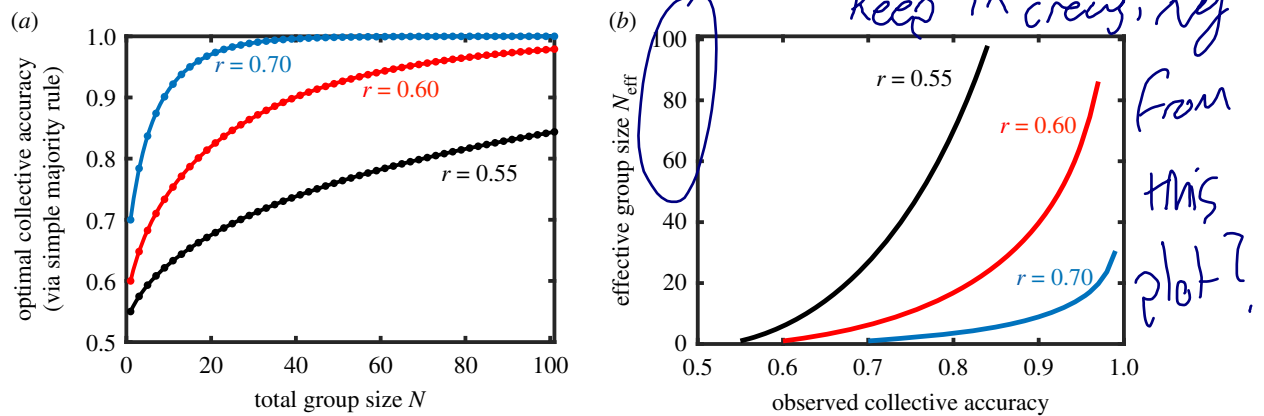 keep increasing
(a)
(b)
1.0
0.9
0.8
0.7
0.6
0.5
optimal collective accuracy
(via simple majority rule)
r = 0.70
r = 0.60
r = 0.55
0
20
40
60
80
100
total group size N
100
80
60
40
20
0
effective group size Neff
r = 0.55
r = 0.60
r = 0.70
0.5
0.6
0.7
0.8
0.9
1.0
observed collective accuracy
from
this
plot?